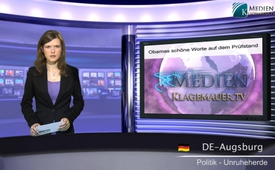 MEDIEN
Obamas schöne Worte auf dem Prüfstand
MEDIEN
KLAGEMAUER.TV
DE-Augsburg
Politik - Unruheherde